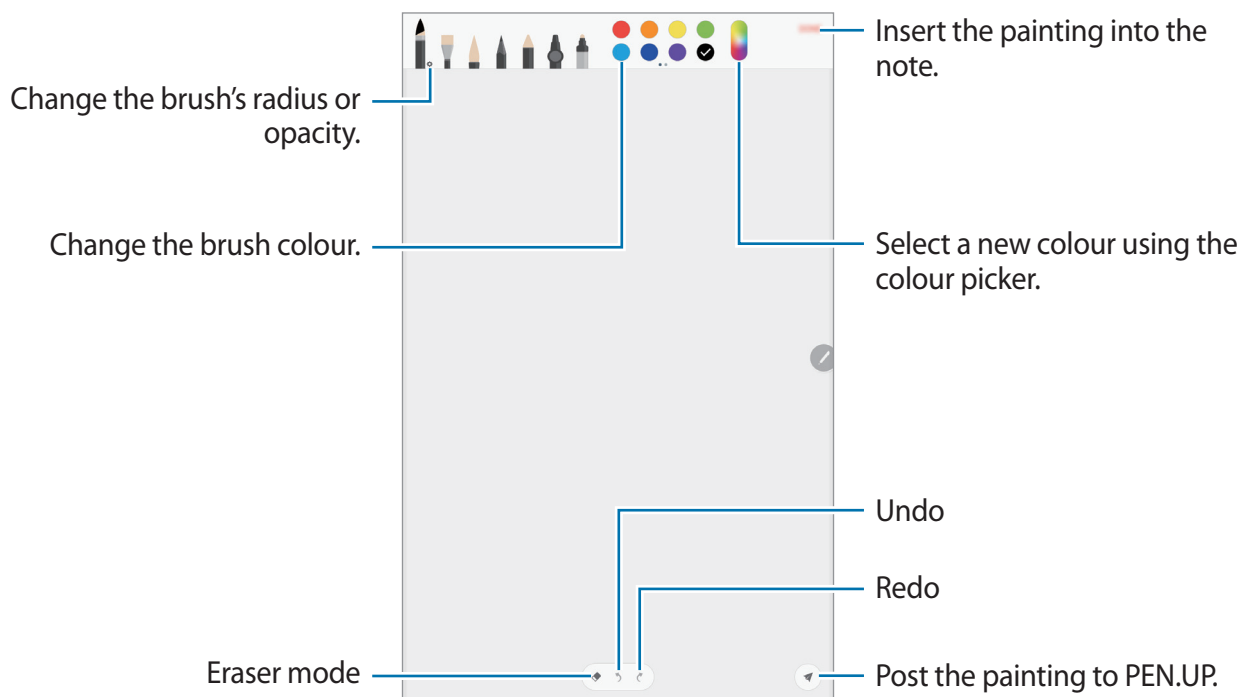 Insert the painting into the
note.
Change the brush's radius or
opacity.
Change the brush colour.
Select a new colour using the
colour picker.
Undo
Redo
Eraser mode
Post the painting to PEN.UP.